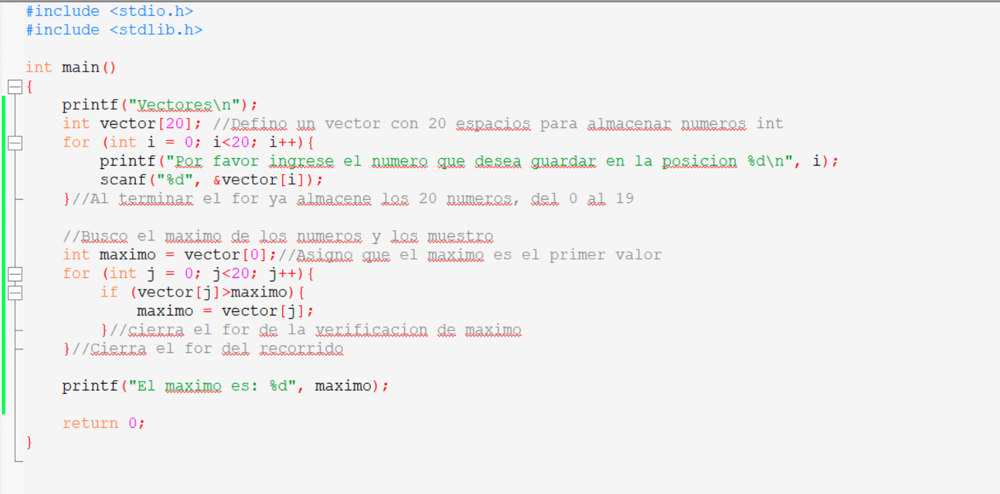 #include <stdio.h>
#include <stdlib.h>
int main()
{
printf("Vectores\n");
int vector[20]; //Defino un vector con 20 espacios para almacenar numeros int
for (int i = 0; i<20; i++){
printf("Por favor ingrese el numero que desea guardar en la posicion %d\n", i);
scanf("%d", &vector[i]);
}//Al terminar el for ya almacene los 20 numeros, del 0 al 19
//Busco el maximo de los numeros y los muestro
int maximo = vector[0];//Asigno que el maximo es el primer valor
for (int j = 0; j<20; j++){
if (vector[j]>maximo){
maximo = vector[j];
}//cierra el for de la verificacion de maximo
}//Cierra el for del recorrido
printf("El maximo es: %d", maximo);
return 0;
}